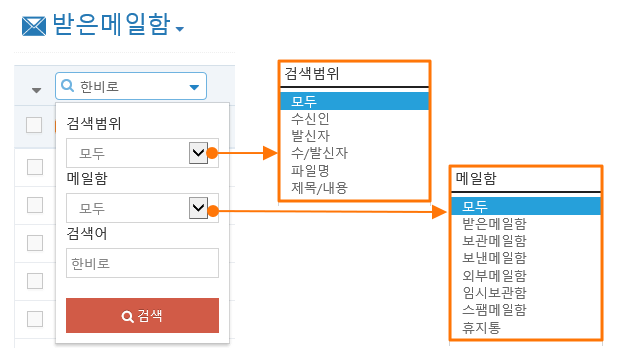 받은메일함
한비로
검색범위
모두
메일함
모두
검색어
한비로
검색
검색범위
모두
수신인
발신자
수/발신자
파일명
제목/내용
메일함
모두
받은메일함
보관메일함
보낸메일함
외부메일함
임시보관함
스팸메일함
휴지통